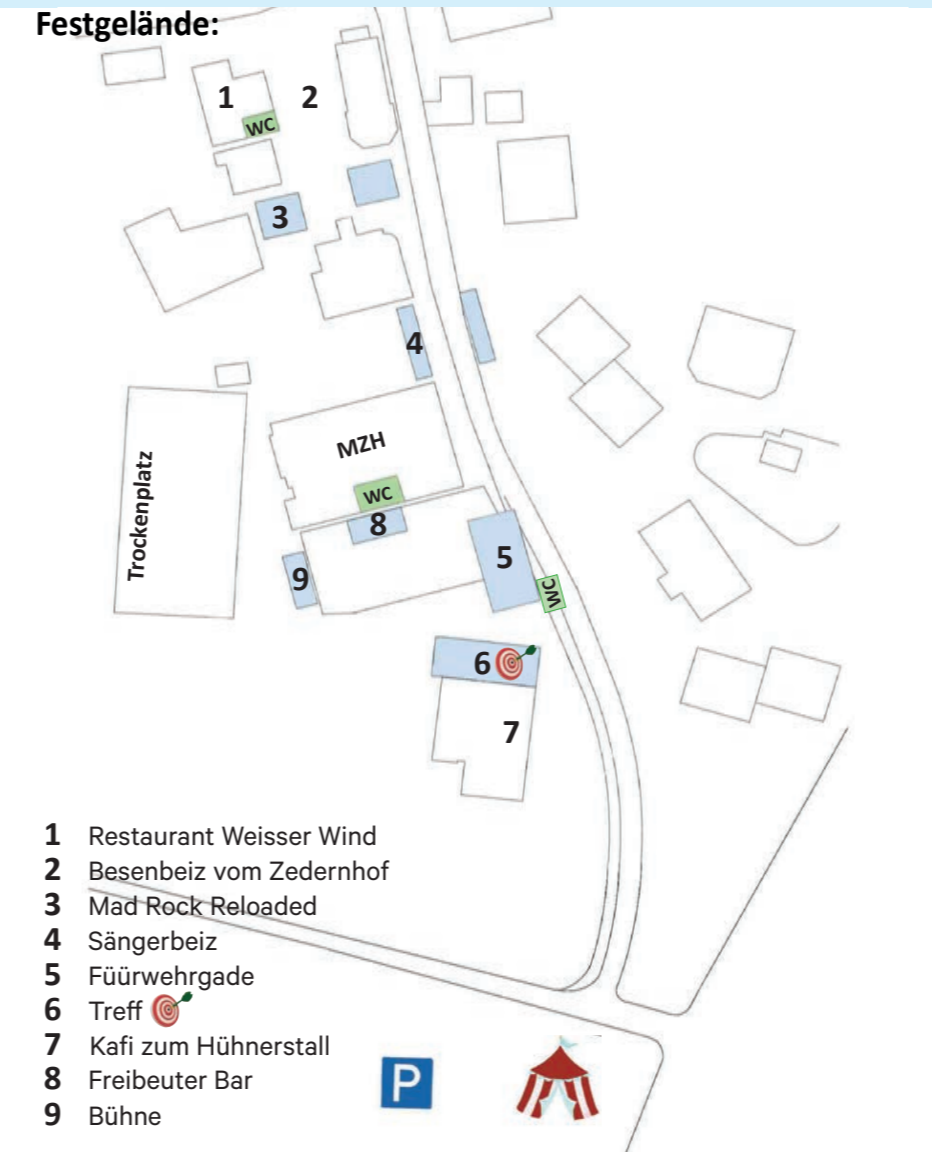 Festgelände:
1
2
WC
3
4
MZH
Trockenplatz
WC
8
5
9
WC
6
7
1 Restaurant Weisser Wind
2 Besenbeiz vom Zedernhof
3 Mad Rock Reloaded
4 Sängerbeiz
5 Füürwehrgade
6 Treff
7 Kafi zum Hühnerstall
8 Freibeuter Bar
9 Bühne
P